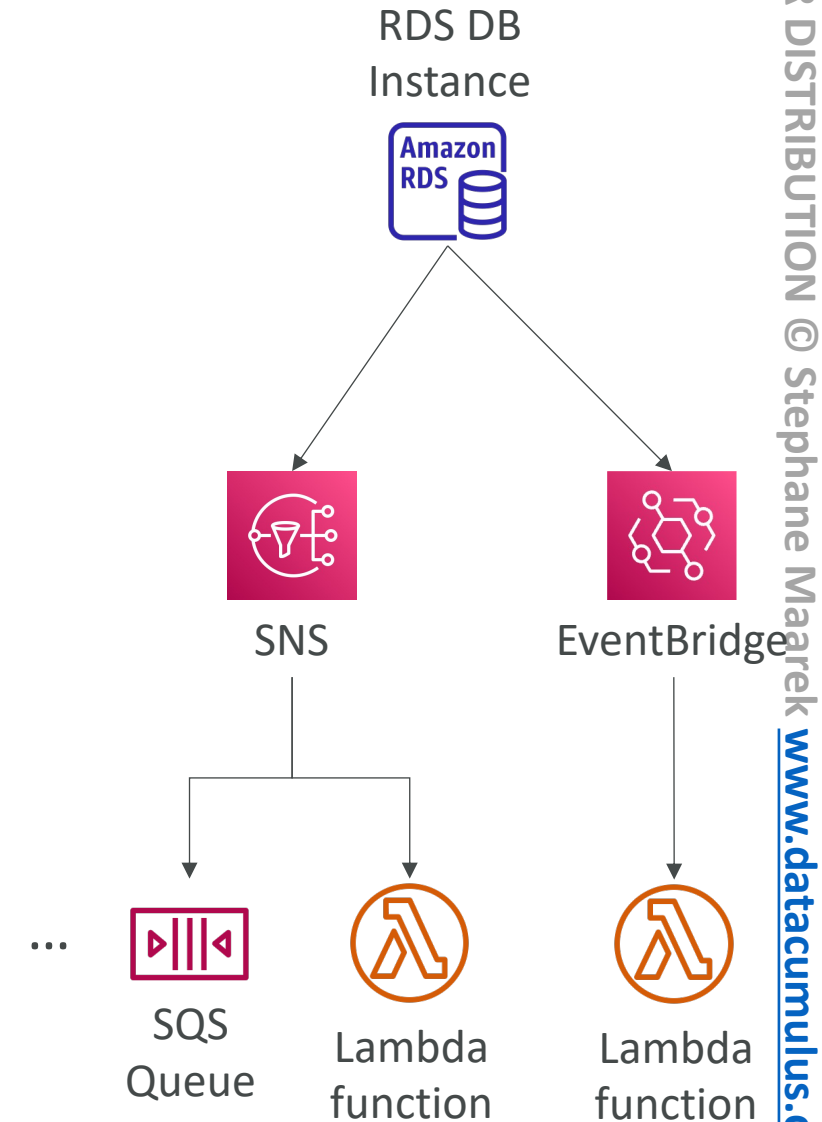 RDS DB
Instance
Amazon
RDS
SNS
EventBridge
...
SQS
Queue
Lambda
function
Lambda
function
DISTRIBUTION © Stephane Maarek www.datacumulus.c